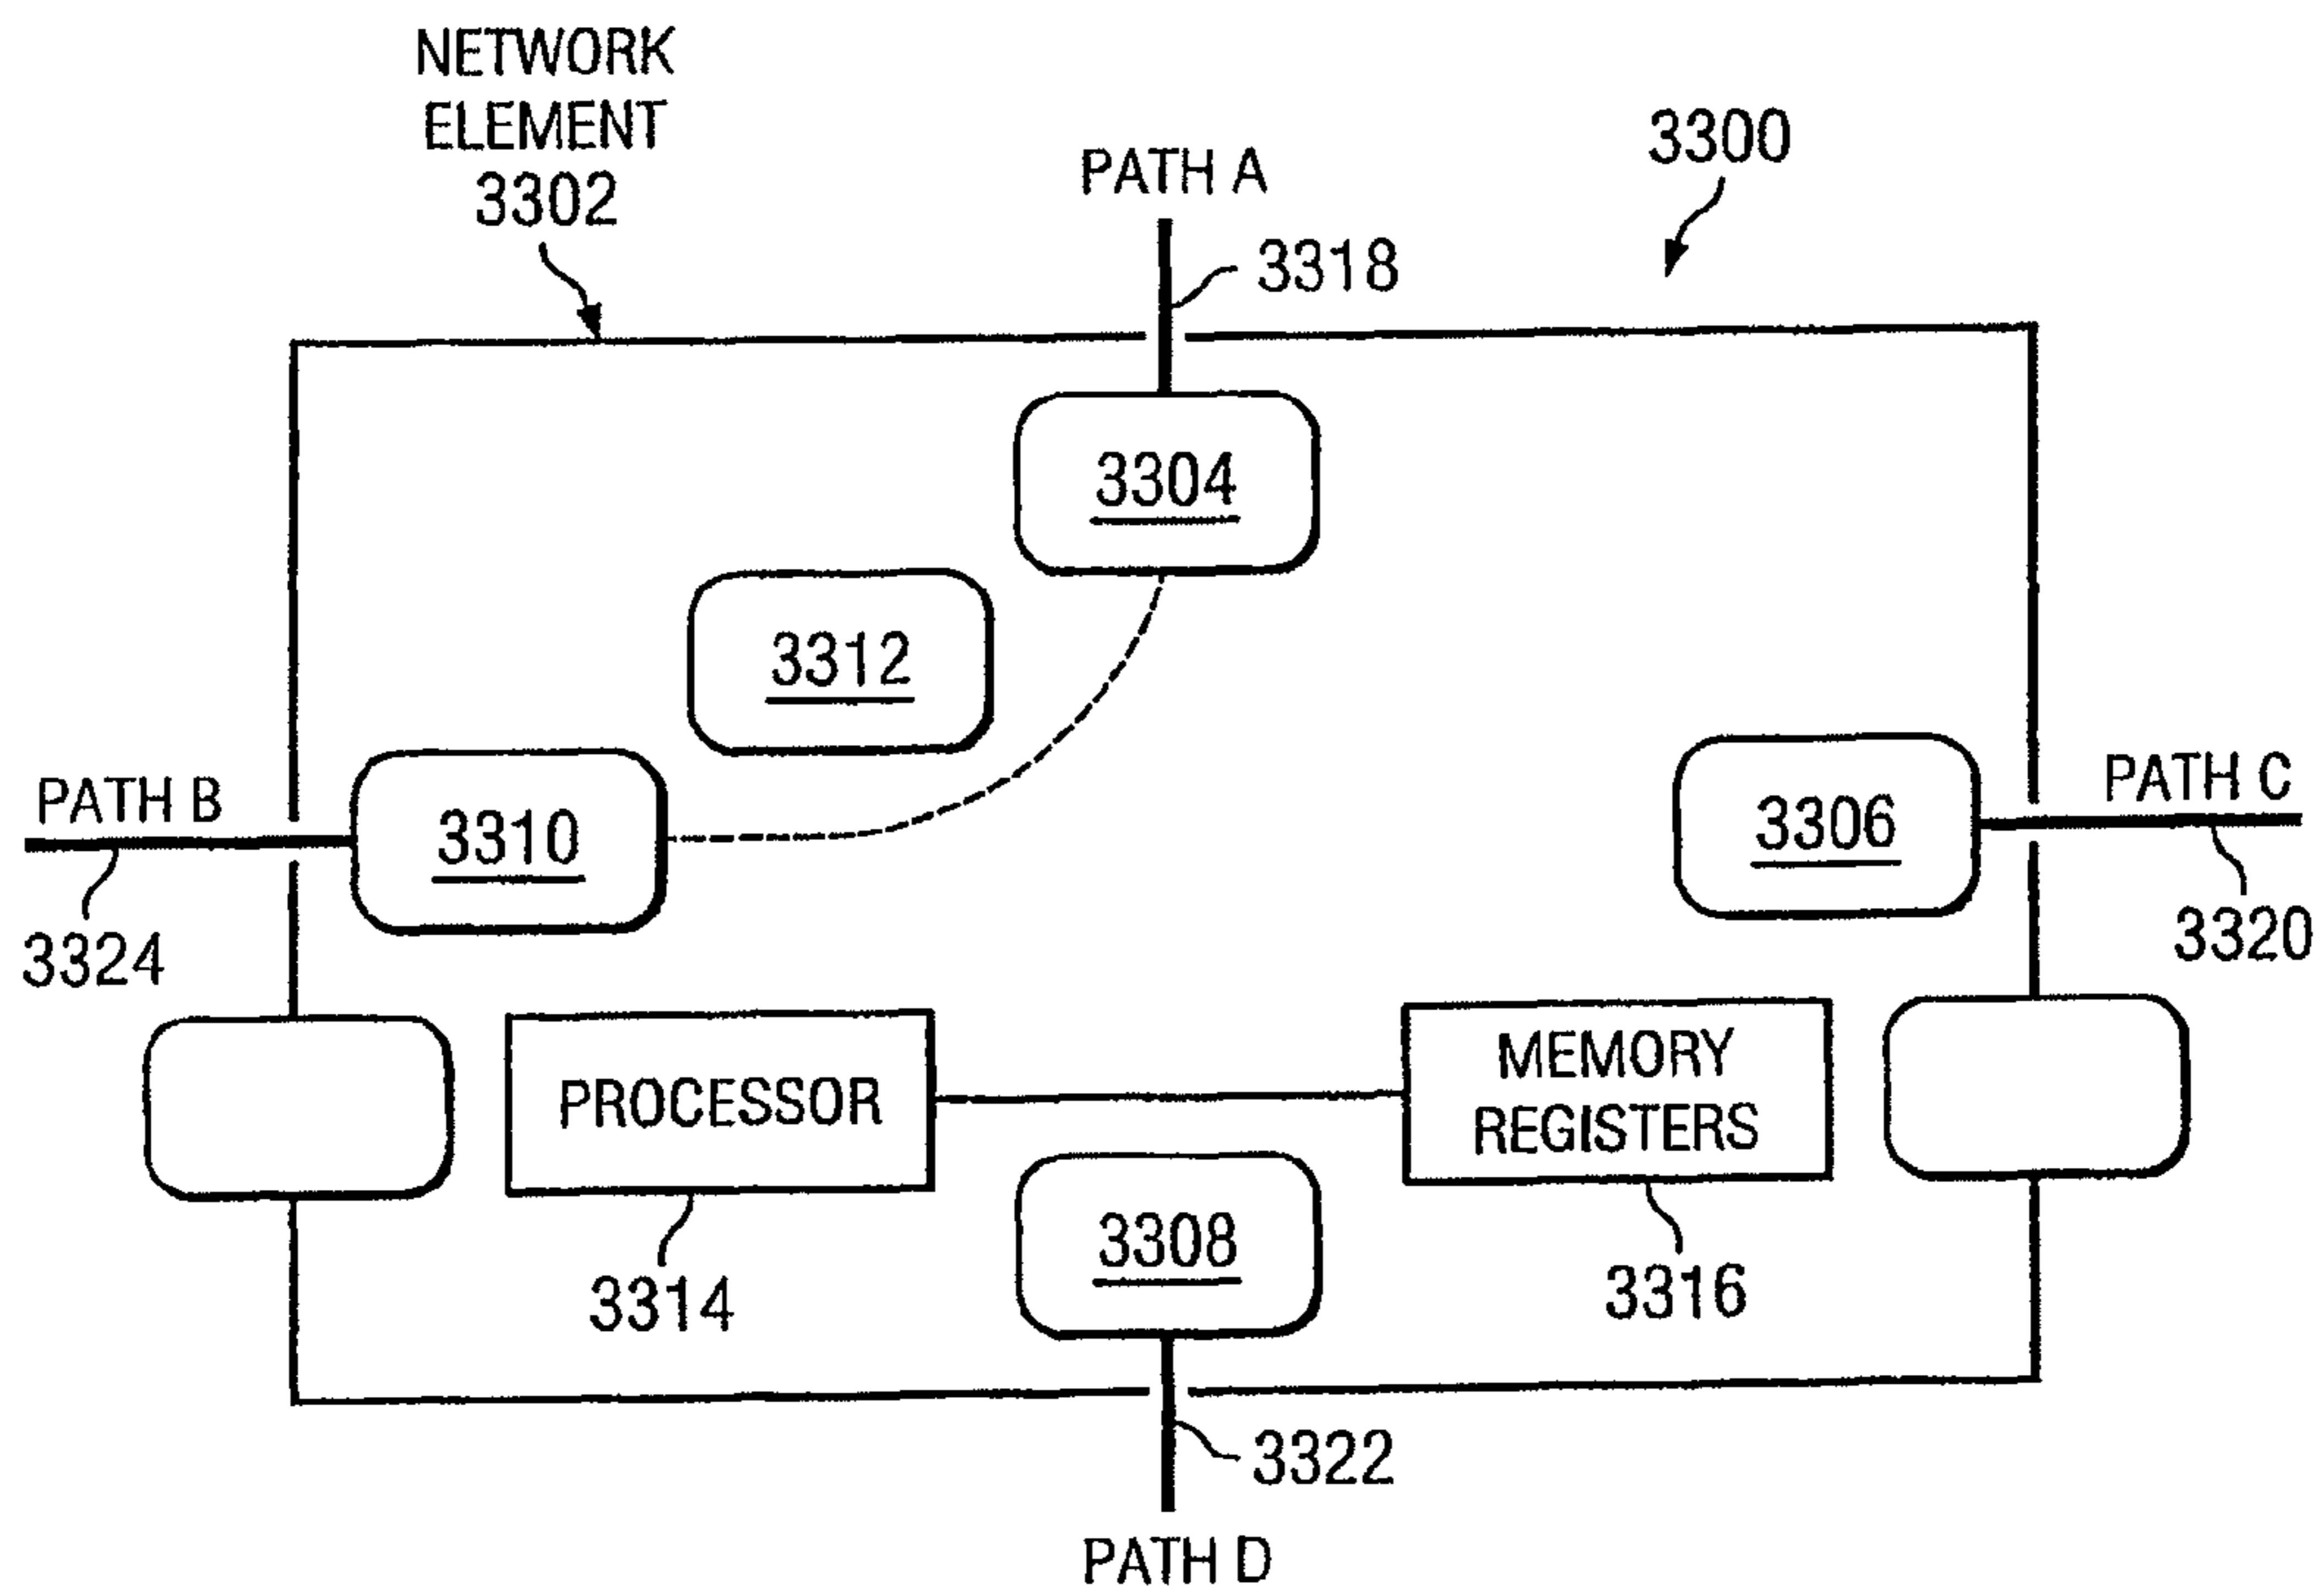 NETWORK
ELEMENT
3302
3300
PATH A
3318
3304
3312
PATH B
3310
3324
3306
PATH C
3320
PROCESSOR
3314
MEMORY
REGISTERS
3316
3308
3322
PATH D